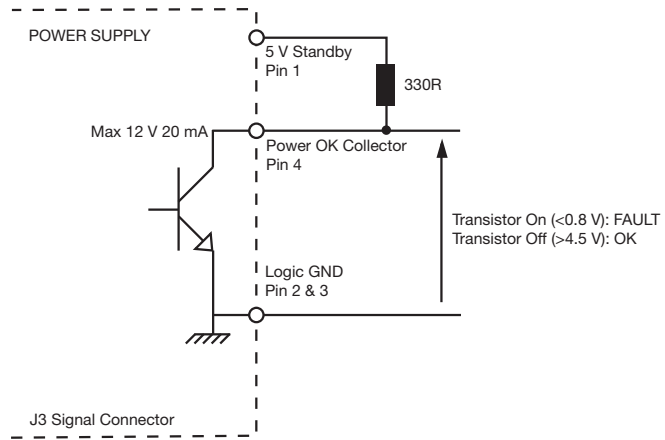 POWER SUPPLY
5 V Standby
Pin 1
330R
Max 12 V 20 mA
Power OK Collector
Pin 4
Transistor On (<0.8 V): FAULT
Transistor Off (>4.5 V): OK
Logic GND
Pin 2 & 3
J3 Signal Connector